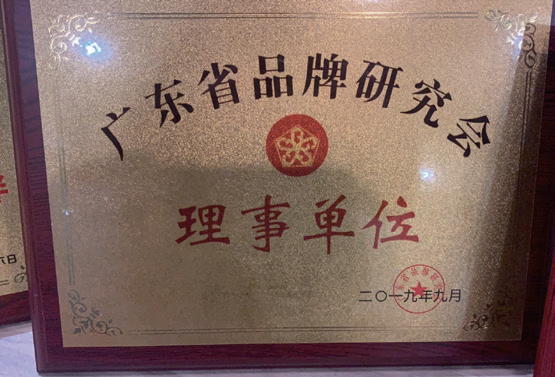 广东省品牌研究会
理事单位
二〇一九年九月